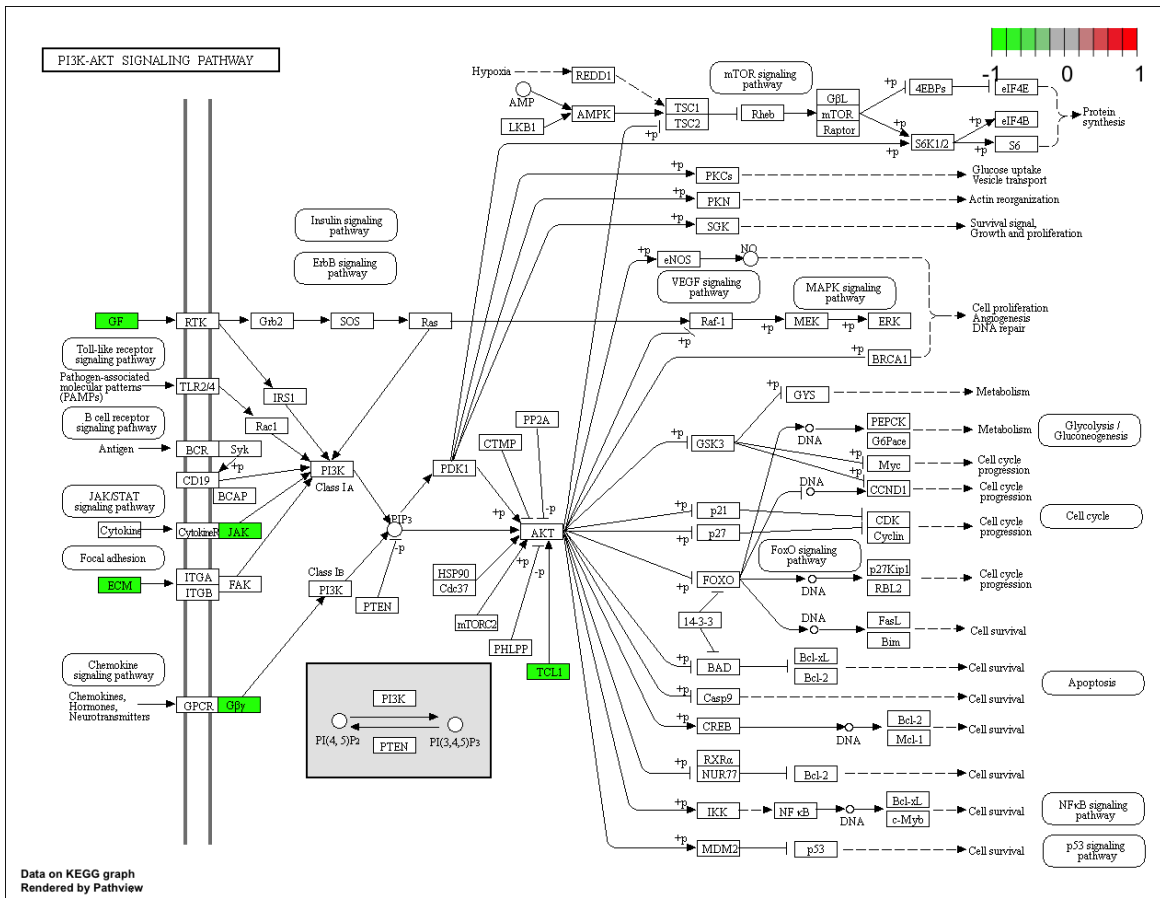 PI3K-AKT SIGNALING PATHWAY
-1
0
1
Hypoxia
REDD1
mTOR signaling
pathway
AMP
LKB1
AMPK
TSC1
TSC2
+p
Rheb
GβL
mTOR
Raptor
+p
4EBPs
eIF4E
+p
+p
S6K1/2
+p
+p
eIF4B
S6
Protein
synthesis
+p
PKCs
Glucose uptake
Vesicle transport
+p
PKN
Actin reorganization
+p
SGK
Survival signal,
Growth and proliferation
Insulin signaling
pathway
ErbB signaling
pathway
+p
eNOS
NO
VEGF signaling
pathway
MAPK signaling
pathway
GF
RTK
Grb2
SOS
Ras
Raf-1
+p
MEK
+p
ERK
+p
BRCA1
Cell proliferation
Angiogenesis
DNA repair
Toll-like receptor
signaling pathway
Pathogen-associated
molecular patterns
(PAMPs)
TLR2/4
IRS1
Rac1
B cell receptor
signaling pathway
Antigen
BCR
Syk
+p
CD19
BCAP
PI3K
Class IA
PDK1
CTMP
PP2A
+p
GYS
Metabolism
+p
GSK3
DNA
PEPCK
G6Pace
Metabolism
Glycolysis /
Gluconeogenesis
+p
Myc
Cell cycle
progression
+p
DNA
CCND1
Cell cycle
progression
JAK/STAT
signaling pathway
Cytokine
CytokineR
JAK
PIP3
-p
+p
-p
AKT
+p
-p
+p
p21
+p
p27
CDK
Cyclin
Cell cycle
progression
Cell cycle
Focal adhesion
ECM
ITGA
ITGB
FAK
Class IB
PI3K
PTEN
HSP90
Cdc37
mTORC2
PHLPP
TCL1
FoxO signaling
pathway
FOXO
+p
DNA
p27Kip1
RBL2
Cell cycle
progression
14-3-3
DNA
FasL
Bim
Cell survival
+p
BAD
Bcl-xL
Bcl-2
Cell survival
+p
Casp9
Cell survival
Apoptosis
Chemokine
signaling pathway
Chemokines,
Hormones,
Neurotransmitters
GPCR
Gβγ
PI3K
PI(4, 5)P2
PI(3,4,5)P3
PTEN
+p
CREB
DNA
Bcl-2
Mcl-1
Cell survival
+p
RXRα
NUR77
Bcl-2
Cell survival
+p
IKK
NFκB
DNA
Bcl-xL
c-Myb
Cell survival
NFκB signaling
pathway
+p
MDM2
p53
Cell survival
p53 signaling
pathway
Data on KEGG graph
Rendered by Pathview